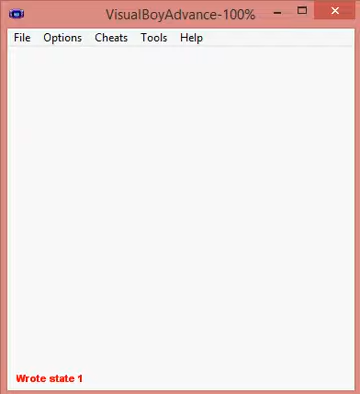 VisualBoyAdvance-100%
File Options Cheats Tools Help
Wrote state 1